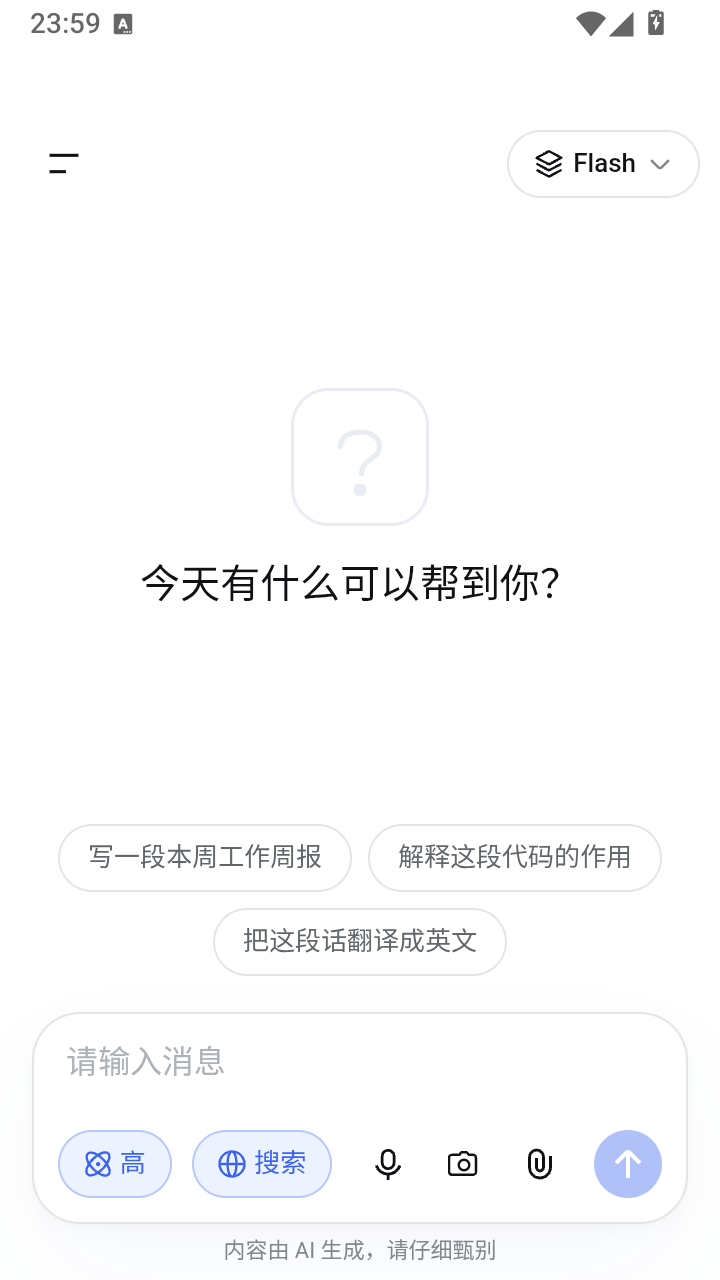 23:59
Flash
今天有什么可以帮到你?
写一段本周工作周报
解释这段代码的作用
把这段话翻译成英文
请输入消息
高
搜索
内容由 AI 生成，请仔细甄别